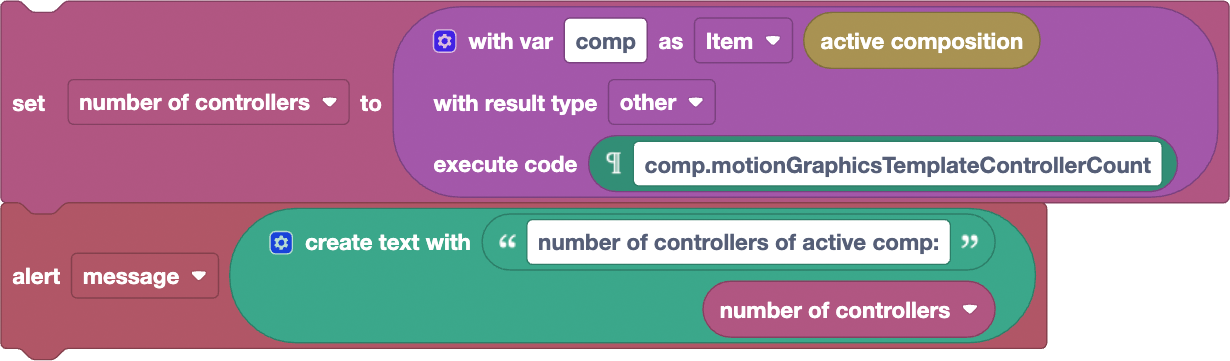 with var comp as Item active composition
set number of controllers to with result type other
execute code ¶ comp.motionGraphicsTemplateControllerCount
create text with “ number of controllers of active comp: ”
alert message
number of controllers